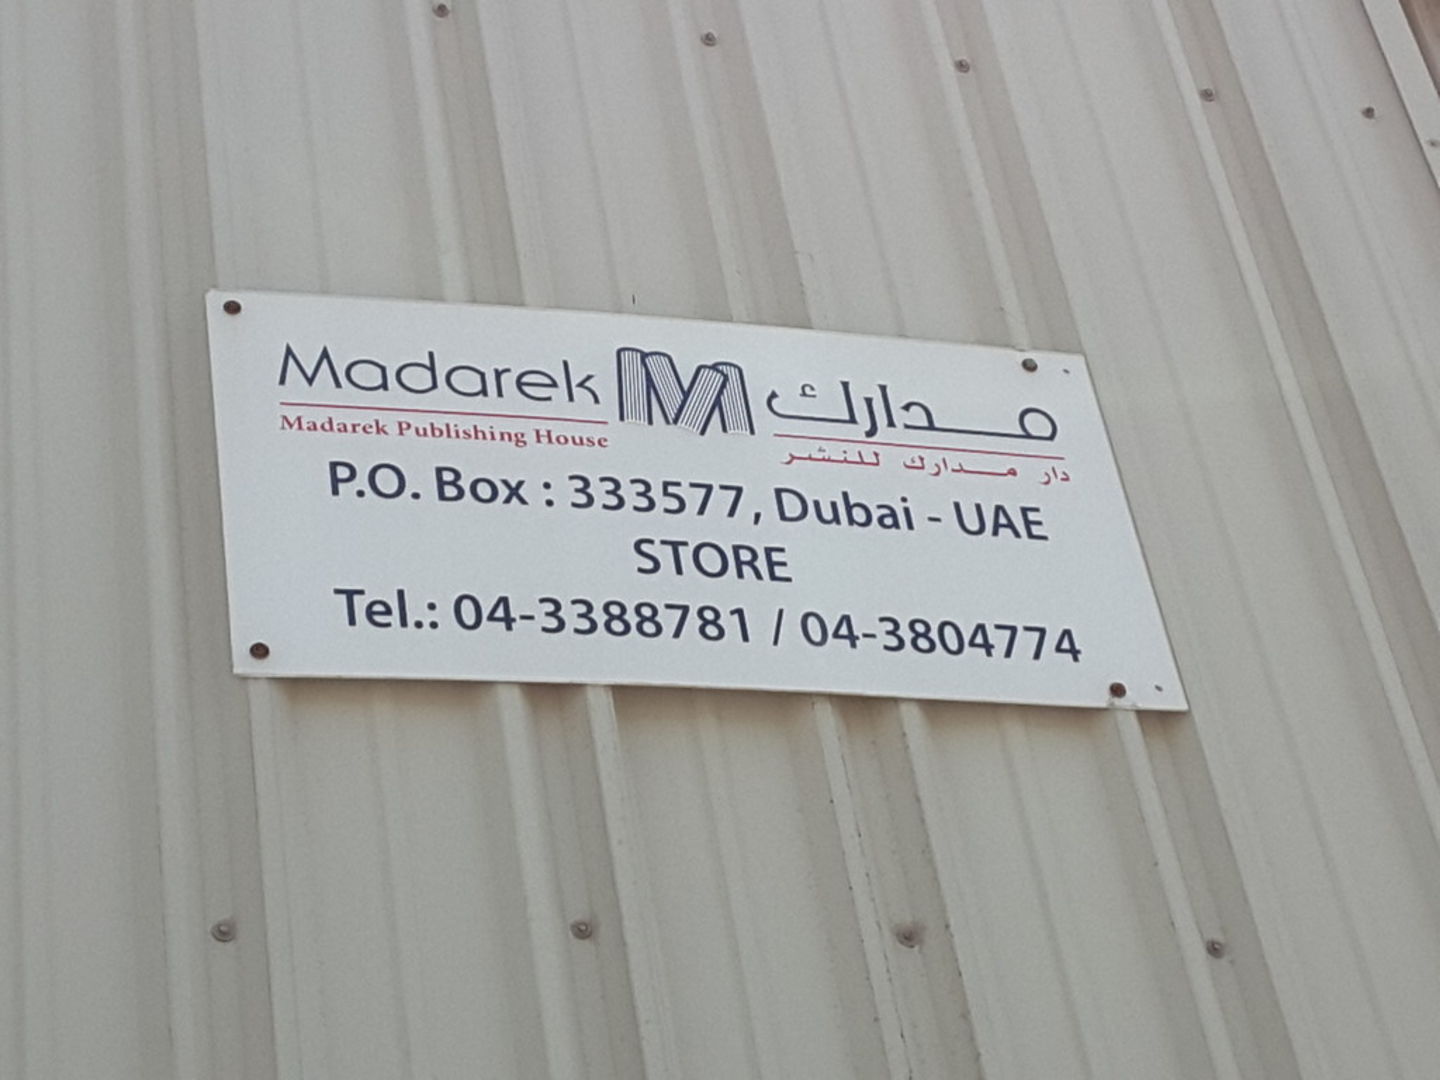 Madarek
مدارك
Madarek Publishing House
دار مدارك للنشر
P.O. Box : 333577, Dubai - UAE
STORE
Tel.: 04-3388781 / 04-3804774